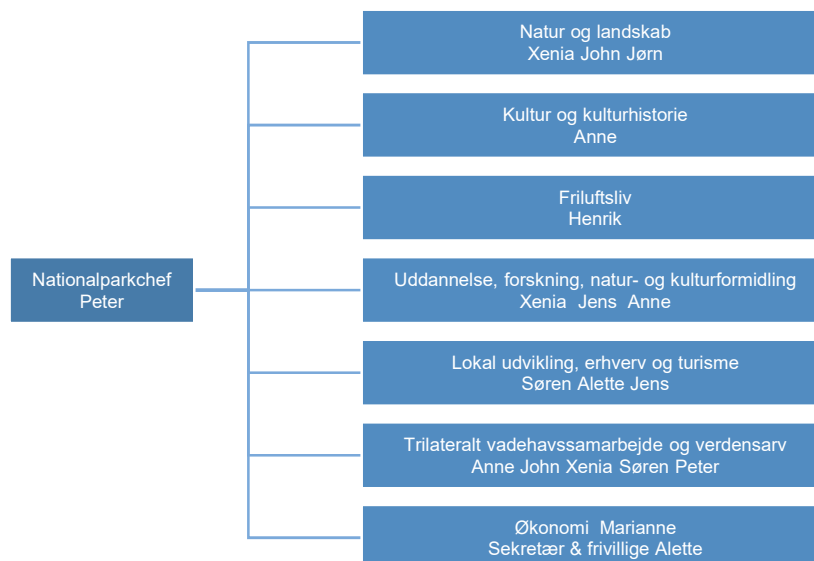 Natur og landskab
Xenia John Jørn
Kultur og kulturhistorie
Anne
Friluftsliv
Henrik
Nationalparkchef
Peter
Uddannelse, forskning, natur- og kulturformidling
Xenia  Jens  Anne
Lokal udvikling, erhverv og turisme
Søren Alette Jens
Trilateralt vadehavssamarbejde og verdensarv
Anne John Xenia Søren Peter
Økonomi  Marianne
Sekretær & frivillige Alette